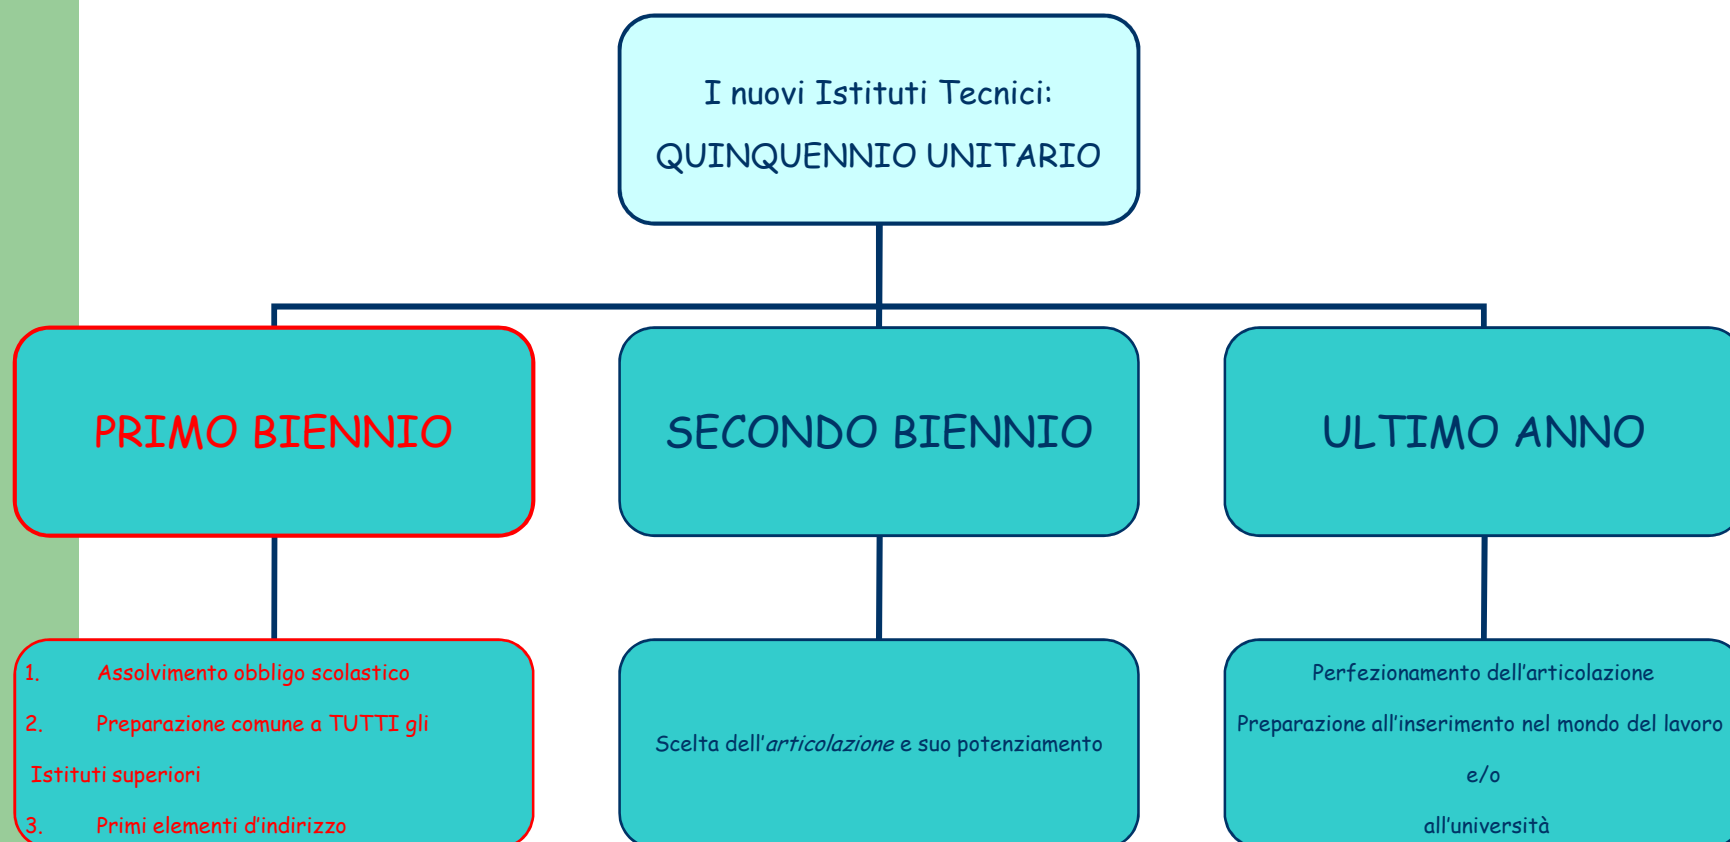 I nuovi Istituti Tecnici:
QUINQUENNIO UNITARIO
PRIMO BIENNIO
SECONDO BIENNIO
ULTIMO ANNO
1. Assolvimento obbligo scolastico
2. Preparazione comune a TUTTI gli
Istituti superiori
3. Primi elementi d'indirizzo
Scelta dell'articolazione e suo potenziamento
Perfezionamento dell'articolazione
Preparazione all'inserimento nel mondo del lavoro
e/o
all'università